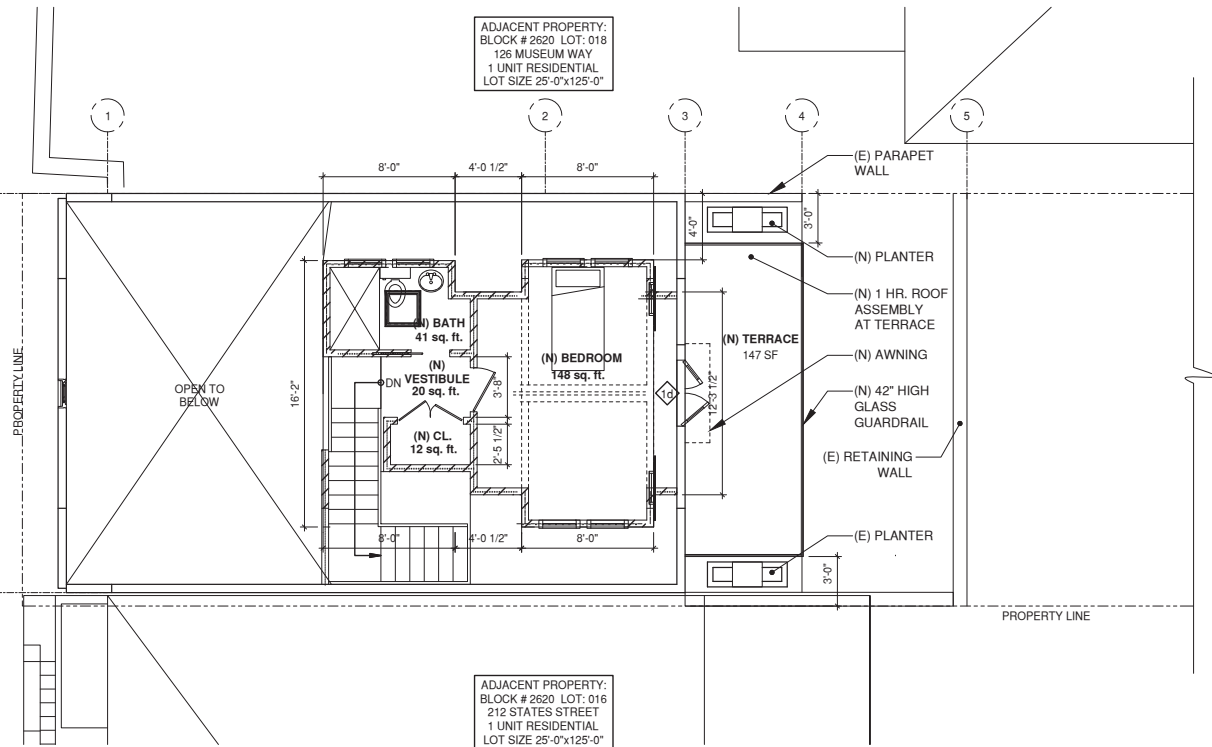 ADJACENT PROPERTY:
BLOCK # 2620 LOT: 018
126 MUSEUM WAY
1 UNIT RESIDENTIAL
LOT SIZE 25'-0"x125'-0"
1
2
3
4
5
8'-0"
4'-0 1/2"
8'-0"
(E) PARAPET
WALL
4'-0"
3'-0"
(N) PLANTER
(N) 1 HR. ROOF
ASSEMBLY
AT TERRACE
(N) BATH
41 sq. ft.
(N) TERRACE
147 SF
(N) AWNING
(N) BEDROOM
148 sq. ft.
(N)
VESTIBULE
20 sq. ft.
DN
3'-8"
1d
12'-3 1/2"
OPEN TO
BELOW
16'-2"
PROPERTY LINE
(N) 42" HIGH
GLASS
GUARDRAIL
(N) CL.
12 sq. ft.
2'-5 1/2"
(E) RETAINING
WALL
8'-0"
4'-0 1/2"
8'-0"
(E) PLANTER
3'-0"
PROPERTY LINE
ADJACENT PROPERTY:
BLOCK # 2620 LOT: 016
212 STATES STREET
1 UNIT RESIDENTIAL
LOT SIZE 25'-0"x125'-0"